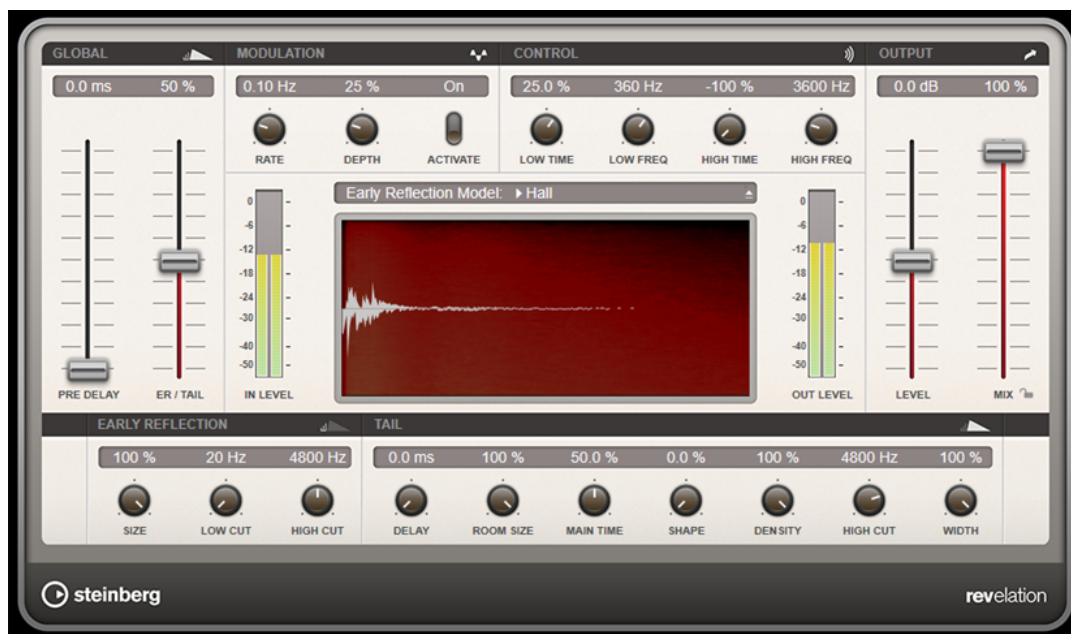 GLOBAL MODULATION CONTROL OUTPUT
0.0 ms 50 % 0.10 Hz 25 % On 25.0 % 360 Hz -100 % 3600 Hz 0.0 dB 100 %
RATE DEPTH ACTIVATE LOW TIME LOW FREQ HIGH TIME HIGH FREQ
Early Reflection Model: Hall
0 0
-6 -6
-12 -12
-18 -18
-24 -24
-30 -30
-40 -40
-50 -50
PRE DELAY ER / TAIL IN LEVEL OUT LEVEL LEVEL MIX
EARLY REFLECTION TAIL
100 % 20 Hz 4800 Hz 0.0 ms 100 % 50.0 % 0.0 % 100 % 4800 Hz 100 %
SIZE LOW CUT HIGH CUT DELAY ROOM SIZE MAIN TIME SHAPE DENSITY HIGH CUT WIDTH
steinberg revelation